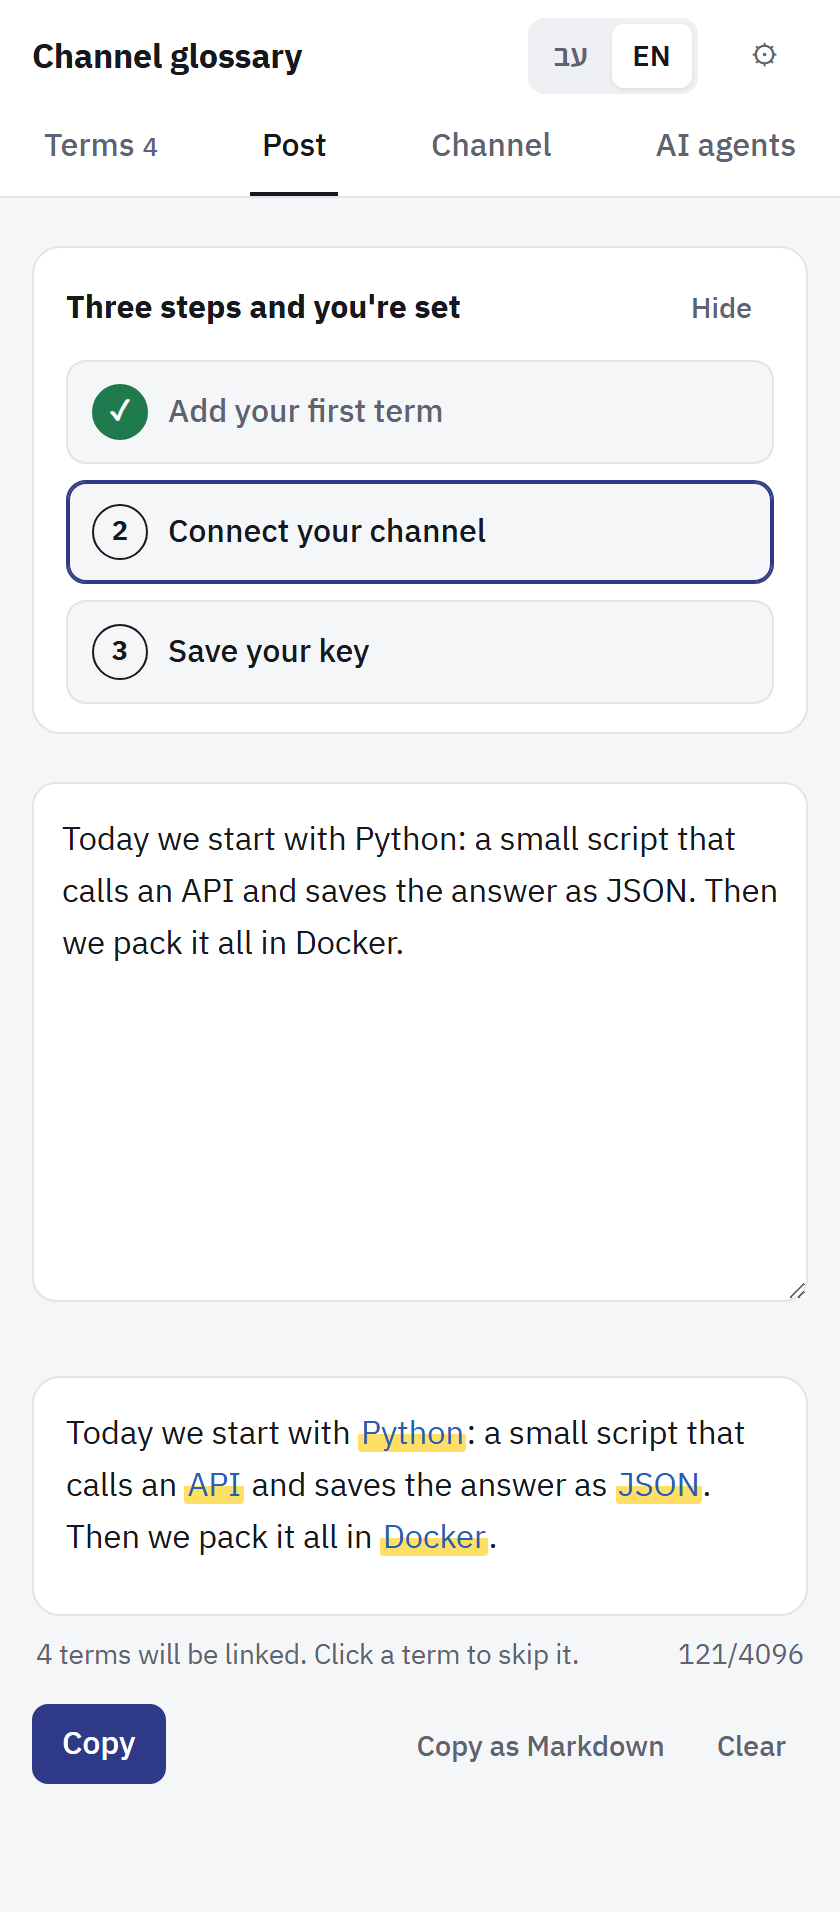 Channel glossary
עב
EN
Terms 4
Post
Channel
AI agents
Three steps and you're set
Hide
✓ Add your first term
2 Connect your channel
3 Save your key
Today we start with Python: a small script that
calls an API and saves the answer as JSON. Then
we pack it all in Docker.
Today we start with Python: a small script that
calls an API and saves the answer as JSON.
Then we pack it all in Docker.
4 terms will be linked. Click a term to skip it.
121/4096
Copy
Copy as Markdown
Clear